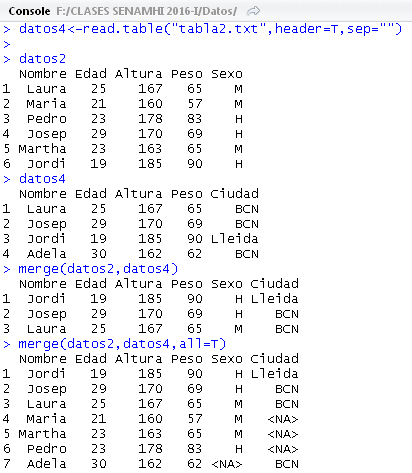 Console F:/CLASES SENAMHI 2016-I/Datos/
> datos4<-read.table("tabla2.txt",header=T,sep="")
>
> datos2
  Nombre Edad Altura Peso Sexo
1  Laura   25    167   65    M
2  Maria   21    160   57    M
3  Pedro   23    178   83    H
4  Josep   29    170   69    H
5 Martha   23    163   65    M
6  Jordi   19    185   90    H
> datos4
  Nombre Edad Altura Peso Ciudad
1  Laura   25    167   65    BCN
2  Josep   29    170   69    BCN
3  Jordi   19    185   90 Lleida
4  Adela   30    162   62    BCN
> merge(datos2,datos4)
  Nombre Edad Altura Peso Sexo Ciudad
1  Jordi   19    185   90    H Lleida
2  Josep   29    170   69    H    BCN
3  Laura   25    167   65    M    BCN
> merge(datos2,datos4,all=T)
  Nombre Edad Altura Peso Sexo Ciudad
1  Jordi   19    185   90    H Lleida
2  Josep   29    170   69    H    BCN
3  Laura   25    167   65    M    BCN
4  Maria   21    160   57    M   <NA>
5 Martha   23    163   65    M   <NA>
6  Pedro   23    178   83    H   <NA>
7  Adela   30    162   62 <NA>    BCN